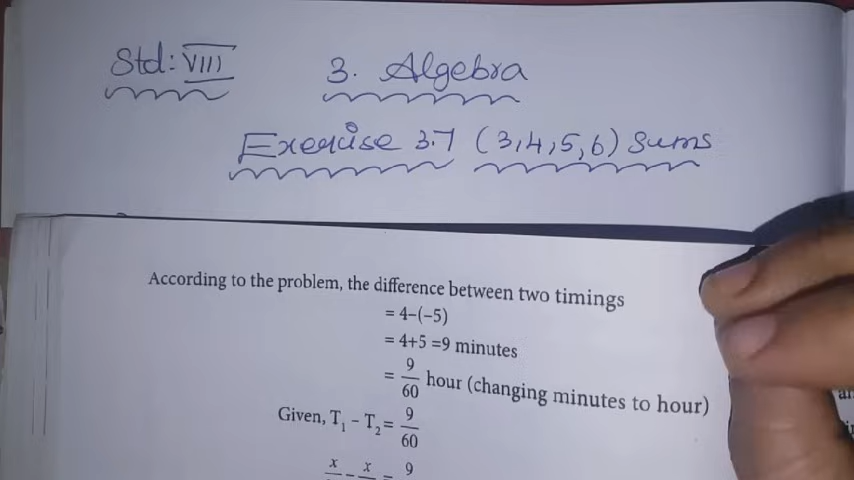 Std: VIII
3. Algebra
Exercise 3.7 (3,4,5,6) Sums
According to the problem, the difference between two timings
= 4–(–5)
= 4+5 =9 minutes
= 9/60 hour (changing minutes to hour)
Given, T₁ – T₂ = 9/60
x x 9